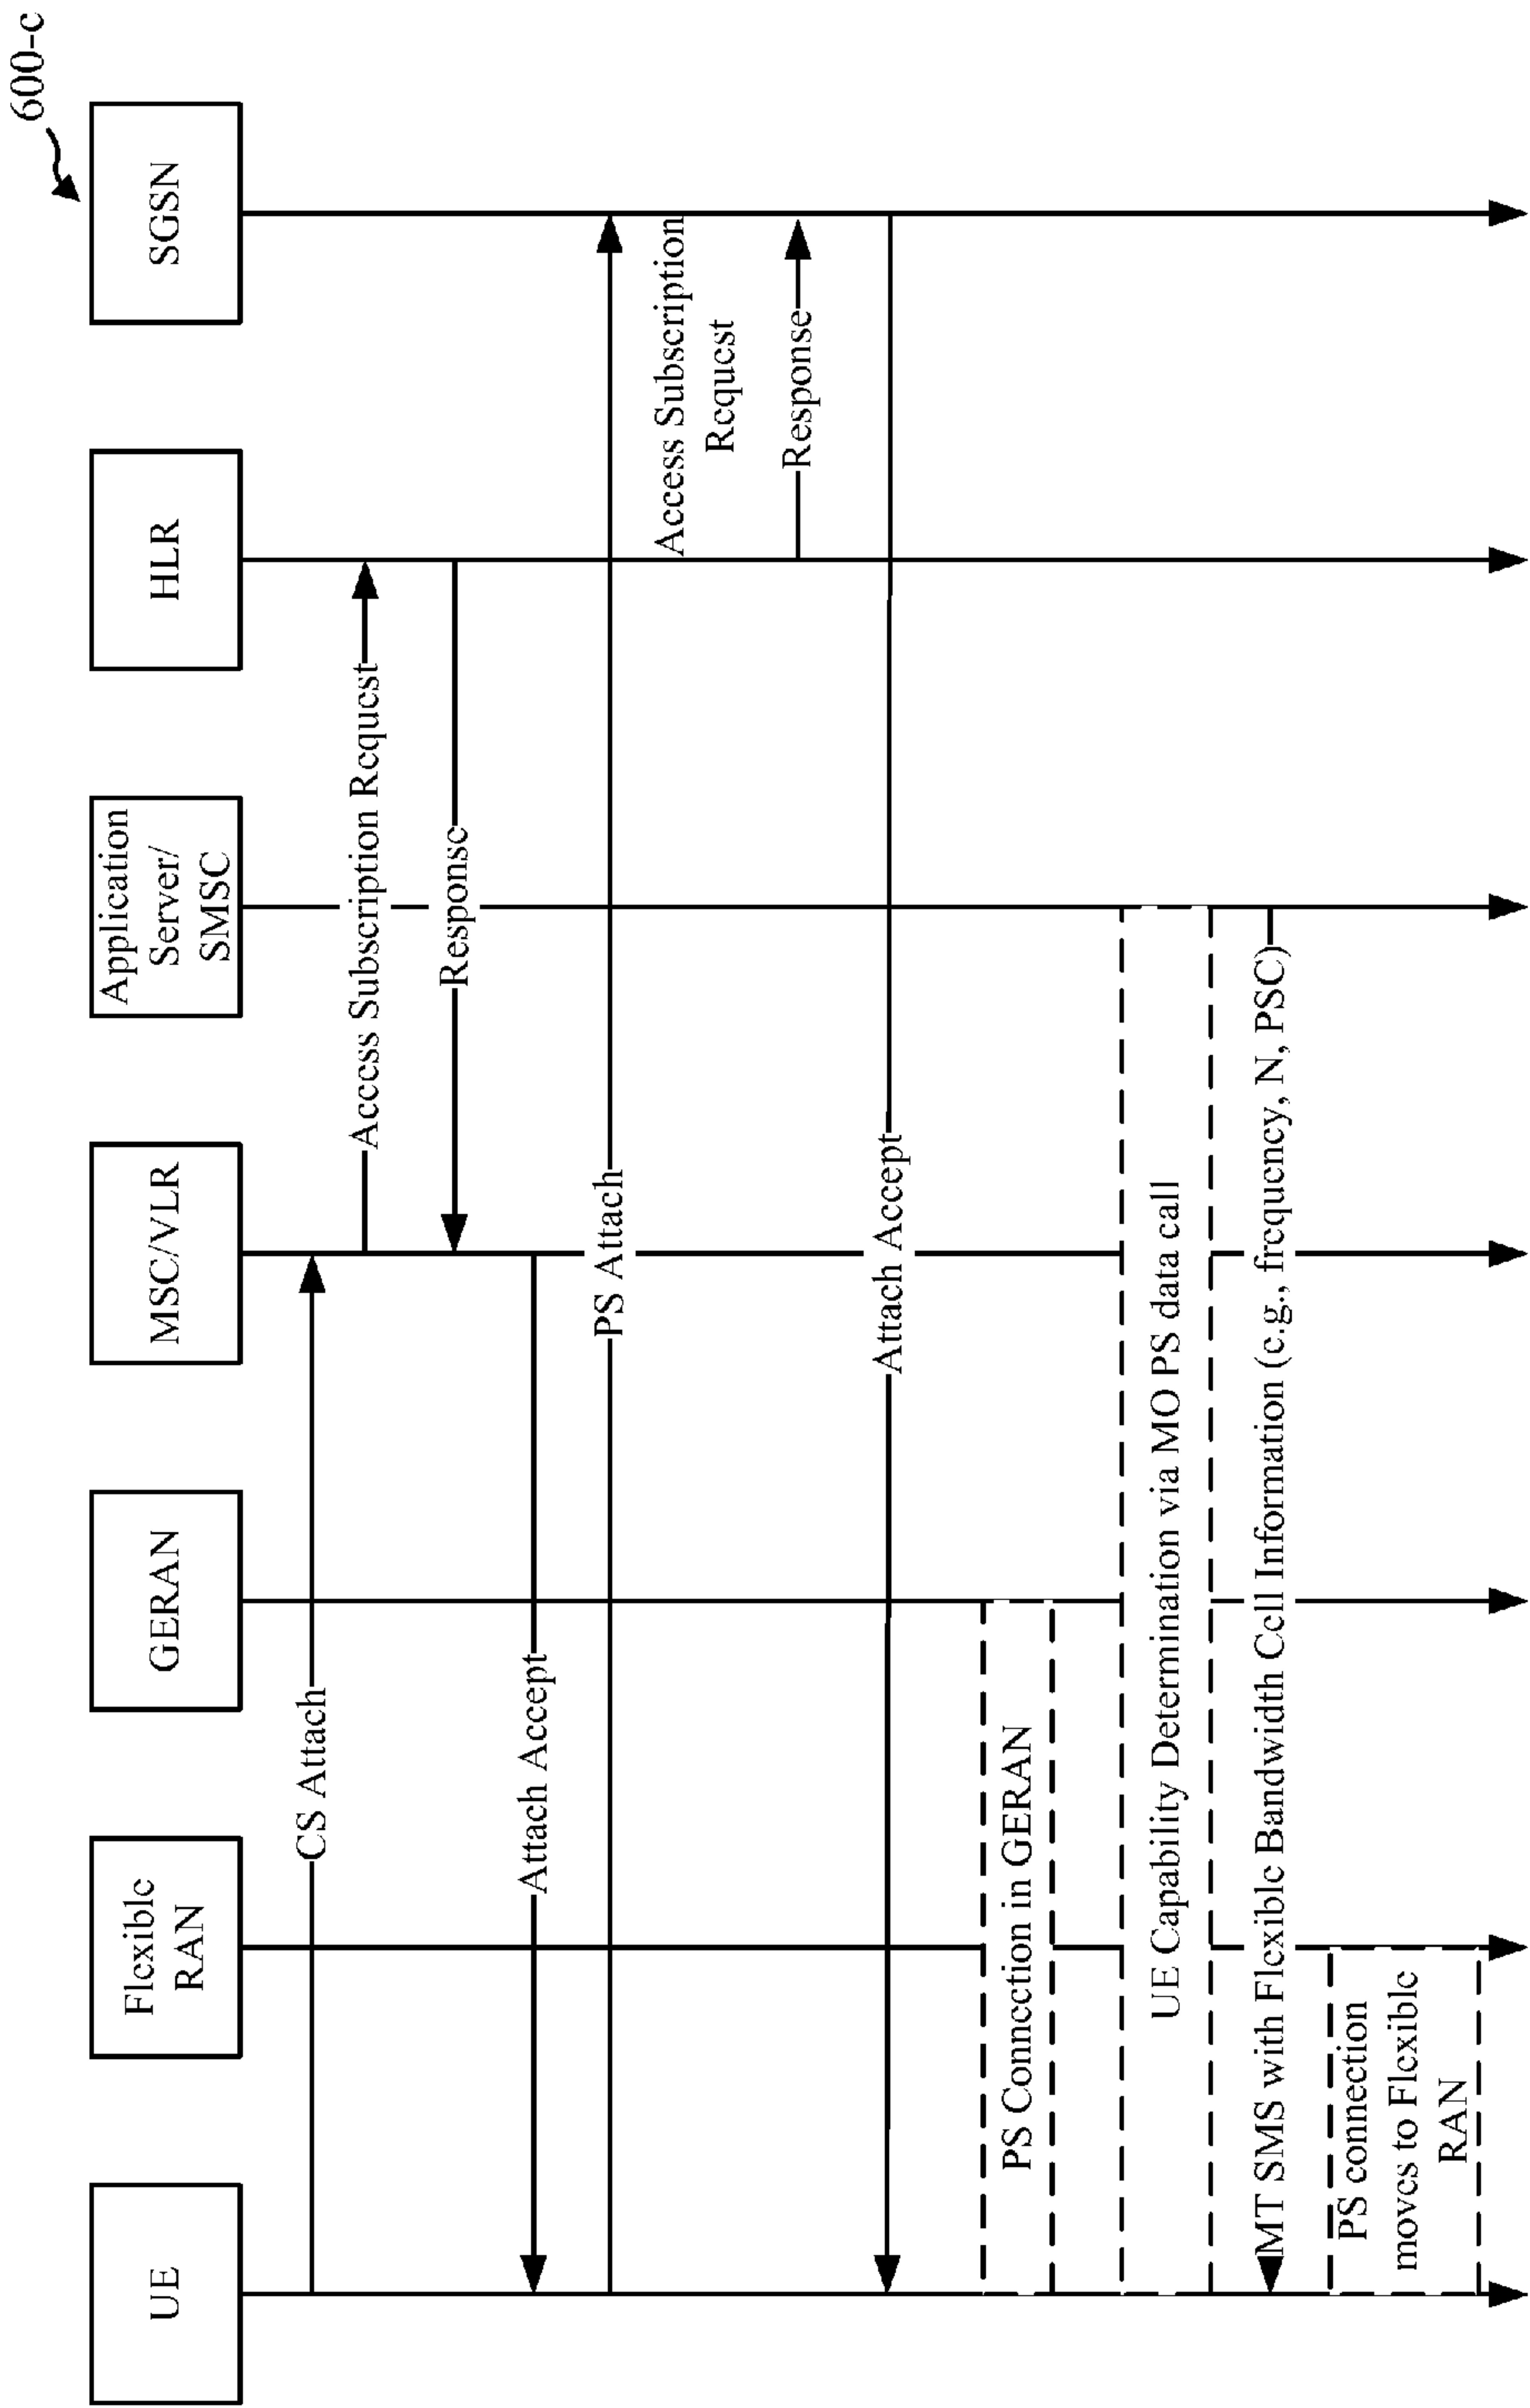 600-c
UE
Flexible
RAN
GERAN
MSC/VLR
Application
Server/
SMSC
HLR
SGSN
CS Attach
Access Subscription Request
Response
Attach Accept
PS Attach
Access Subscription
Request
Response
Attach Accept
PS Connection in GERAN
UE Capability Determination via MO PS data call
MT SMS with Flexible Bandwidth Cell Information (e.g., frequency, N, PSC)
PS connection
moves to Flexible
RAN